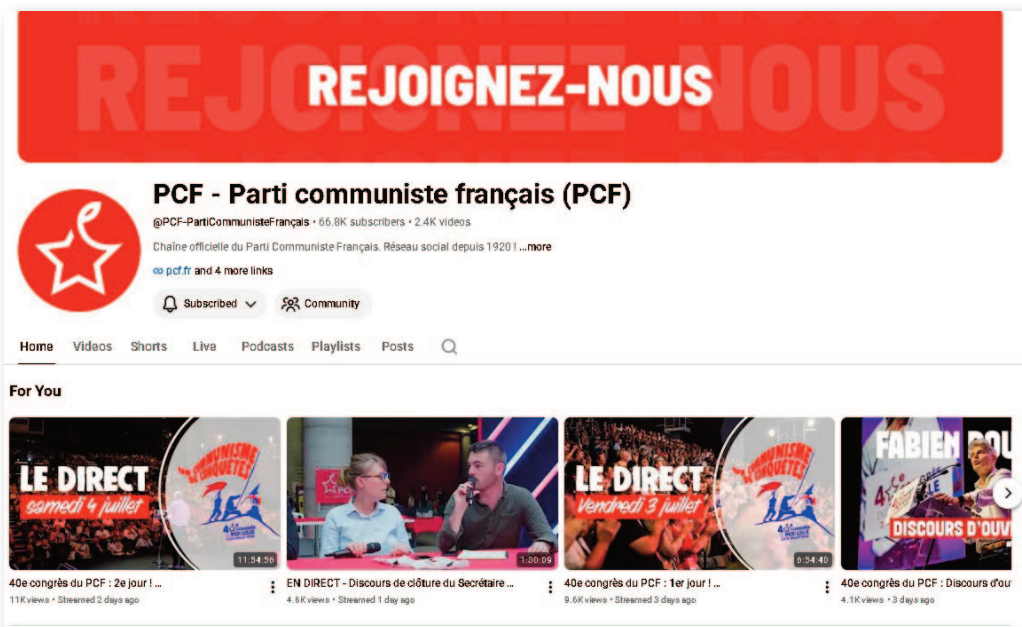 REJOIGNEZ-NOUS
PCF - Parti communiste français (PCF)
@PCF-PartiCommunisteFrançais • 66.8K subscribers • 2.4K videos
Chaîne officielle du Parti Communiste Français. Réseau social depuis 1920 ! ...more
pcf.fr and 4 more links
Subscribed
Community
Home Videos Shorts Live Podcasts Playlists Posts
For You
LE DIRECT
samedi 4 juillet
LE COMMUNISME
CONQUÊTES
11:54:56
1:30:09
LE DIRECT
Vendredi 3 juillet
6:54:40
FABIEN ROU
DISCOURS D'OUV
40e congrès du PCF : 2e jour ! ...
11K views • Streamed 2 days ago
EN DIRECT - Discours de clôture du Secrétaire ...
4.6K views • Streamed 1 day ago
40e congrès du PCF : 1er jour ! ...
9.6K views • Streamed 3 days ago
40e congrès du PCF : Discours d'ou
4.1K views • 3 days ago